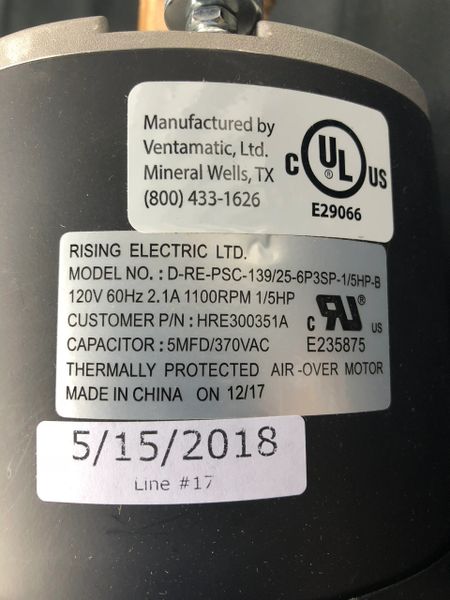 Manufactured by
Ventamatic, Ltd.
Mineral Wells, TX
(800) 433-1626
C UL ® US
E29066
RISING ELECTRIC LTD.
MODEL NO. : D-RE-PSC-139/25-6P3SP-1/5HP-B
120V 60Hz 2.1A 1100RPM 1/5HP
CUSTOMER P/N : HRE300351A
CAPACITOR : 5MFD/370VAC
c RU ® US
E235875
THERMALLY PROTECTED AIR-OVER MOTOR
MADE IN CHINA ON 12/17
5/15/2018
Line #17